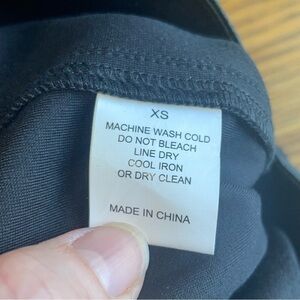 XS
MACHINE WASH COLD
DO NOT BLEACH
LINE DRY
COOL IRON
OR DRY CLEAN
MADE IN CHINA